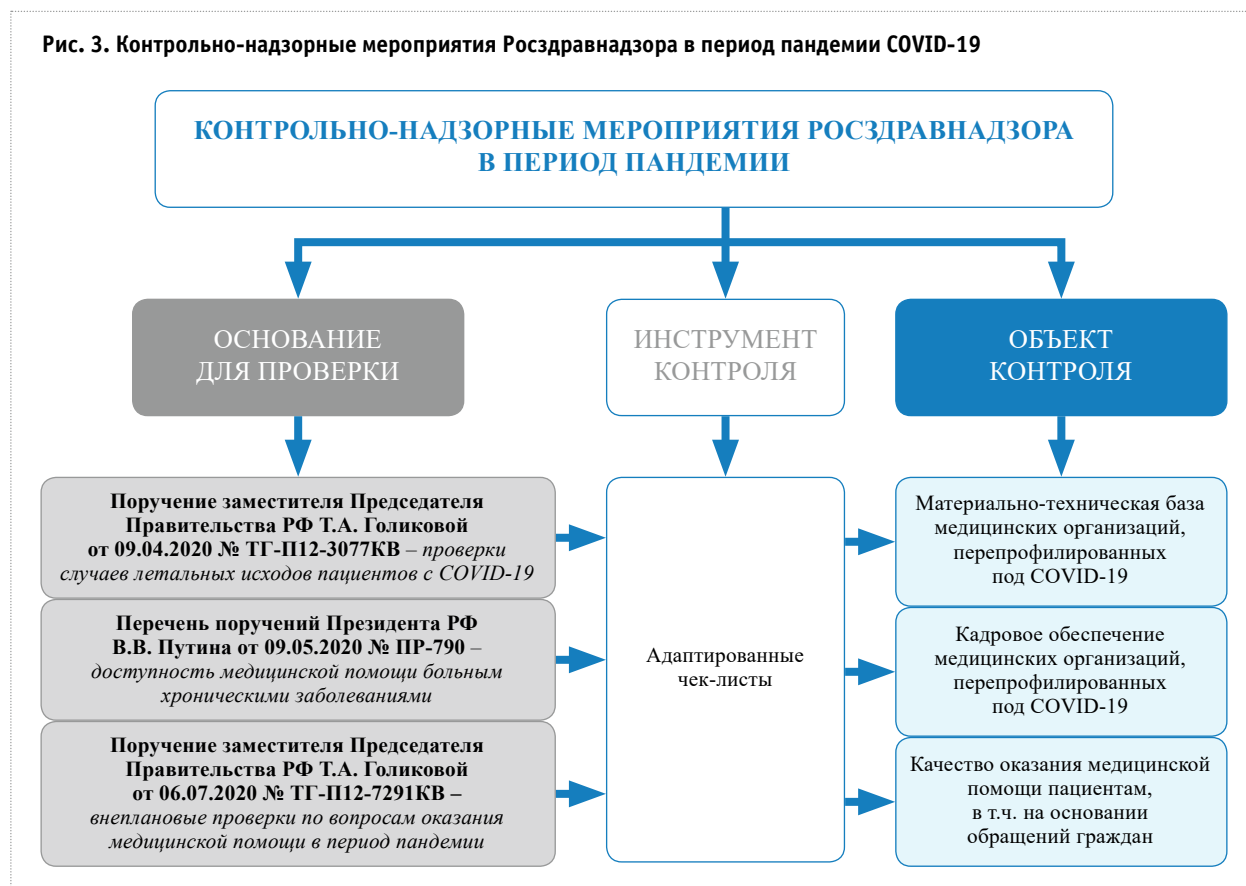 Рис. 3. Контрольно-надзорные мероприятия Росздравнадзора в период пандемии COVID-19
КОНТРОЛЬНО-НАДЗОРНЫЕ МЕРОПРИЯТИЯ РОСЗДРАВНАДЗОРА
В ПЕРИОД ПАНДЕМИИ
ОСНОВАНИЕ
ДЛЯ ПРОВЕРКИ
ИНСТРУМЕНТ
КОНТРОЛЯ
ОБЪЕКТ
КОНТРОЛЯ
Поручение заместителя Председателя
Правительства РФ Т.А. Голиковой
от 09.04.2020 № ТГ-П12-3077КВ – проверки
случаев летальных исходов пациентов с COVID-19
Перечень поручений Президента РФ
В.В. Путина от 09.05.2020 № ПР-790 –
доступность медицинской помощи больным
хроническими заболеваниями
Поручение заместителя Председателя
Правительства РФ Т.А. Голиковой
от 06.07.2020 № ТГ-П12-7291КВ –
внеплановые проверки по вопросам оказания
медицинской помощи в период пандемии
Адаптированные
чек-листы
Материально-техническая база
медицинских организаций,
перепрофилированных
под COVID-19
Кадровое обеспечение
медицинских организаций,
перепрофилированных
под COVID-19
Качество оказания медицинской
помощи пациентам,
в т.ч. на основании
обращений граждан